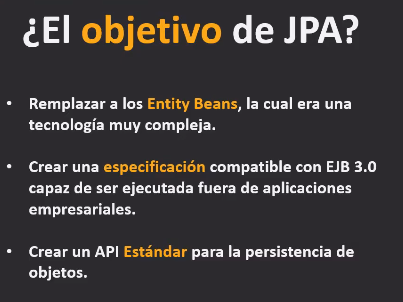 ¿El objetivo de JPA?
• Remplazar a los Entity Beans, la cual era una
tecnología muy compleja.
• Crear una especificación compatible con EJB 3.0
capaz de ser ejecutada fuera de aplicaciones
empresariales.
• Crear un API Estándar para la persistencia de
objetos.